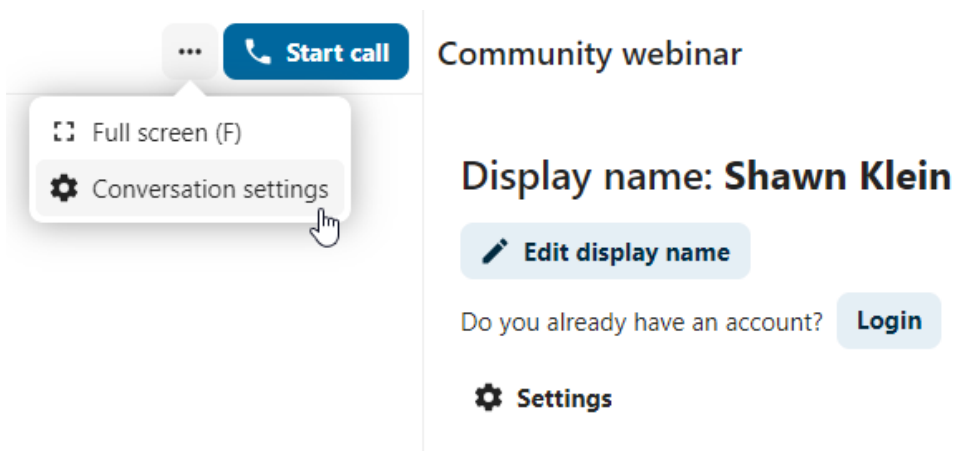 Start call
Community webinar
Full screen (F)
Conversation settings
Display name: Shawn Klein
Edit display name
Do you already have an account? Login
Settings